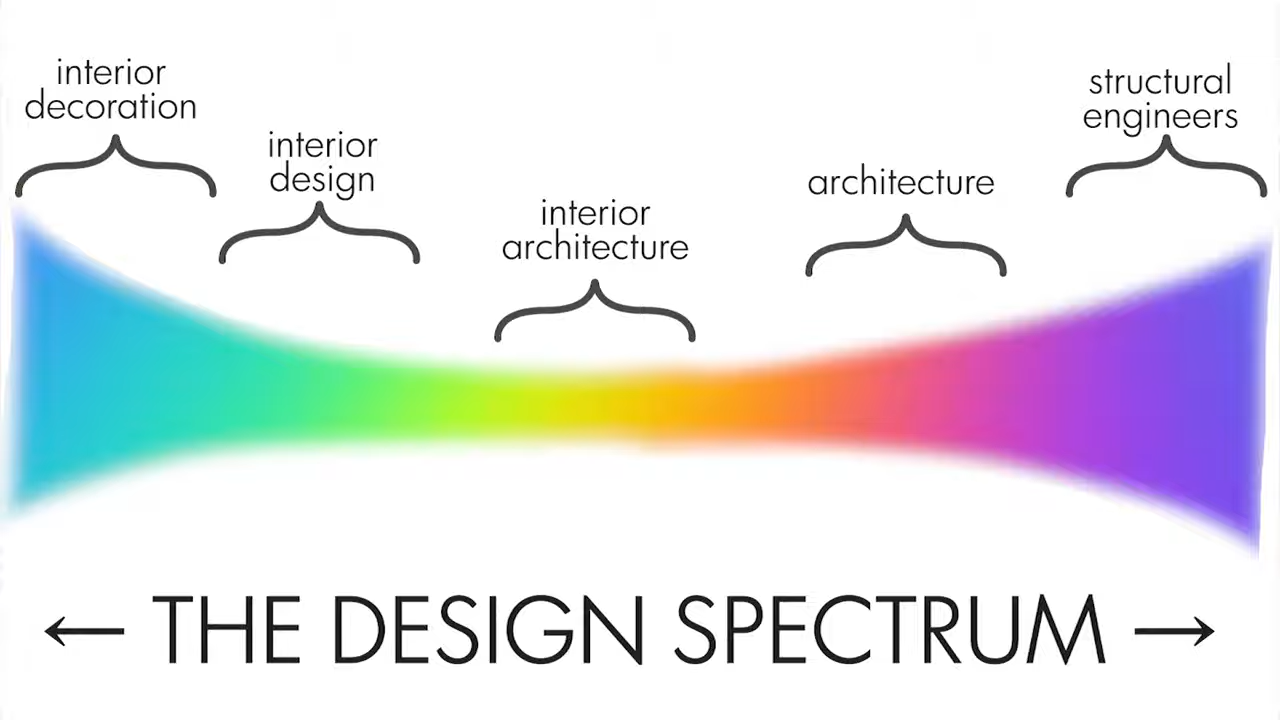 interior
decoration
interior
design
interior
architecture
architecture
structural
engineers
← THE DESIGN SPECTRUM →